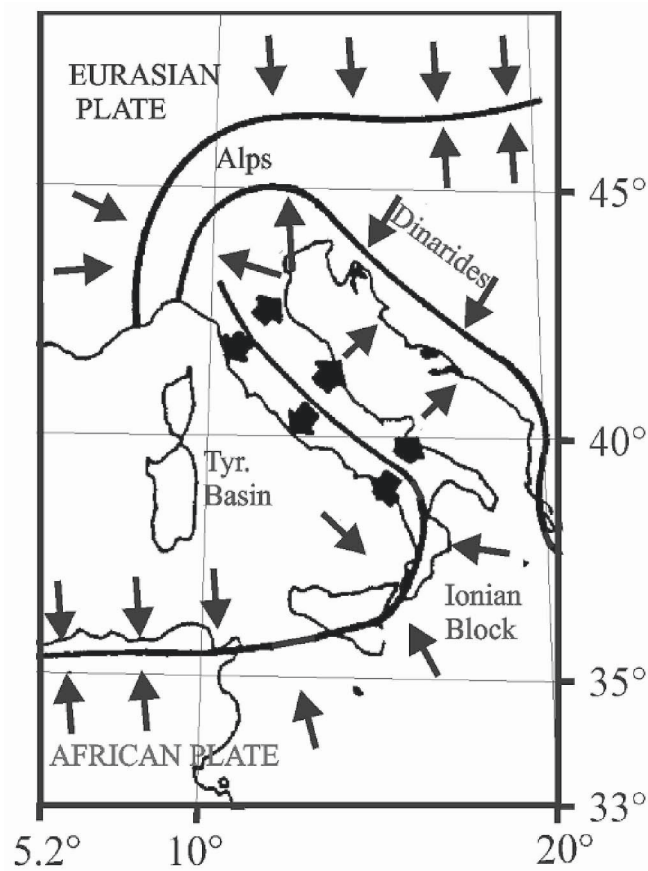 EURASIAN
PLATE
Alps
45°
Dinarides
40°
Tyr.
Basin
Ionian
Block
35°
AFRICAN PLATE
33°
5.2°
10°
20°